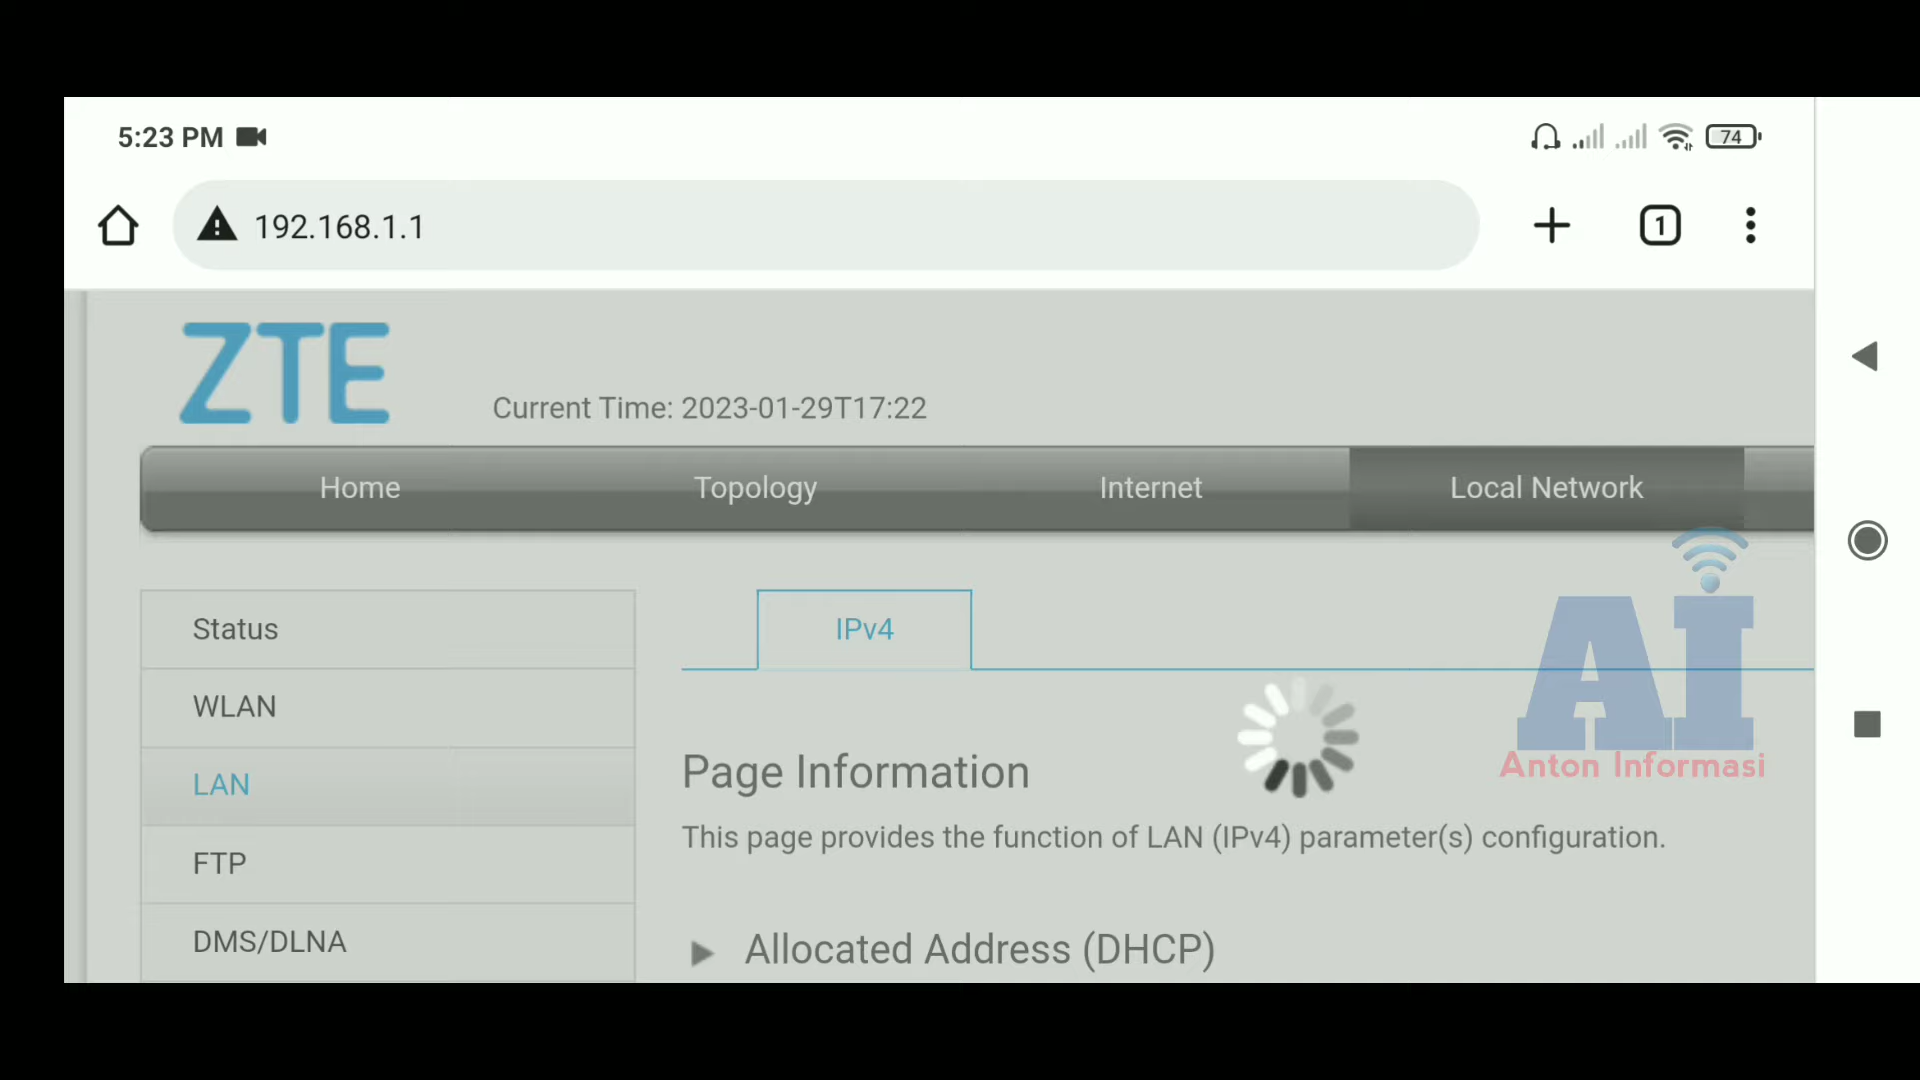 5:23 PM
74
192.168.1.1
1
ZTE
Current Time: 2023-01-29T17:22
Home Topology Internet Local Network
Status
WLAN
LAN
FTP
DMS/DLNA
IPv4
Page Information
This page provides the function of LAN (IPv4) parameter(s) configuration.
Allocated Address (DHCP)
AI
Anton Informasi